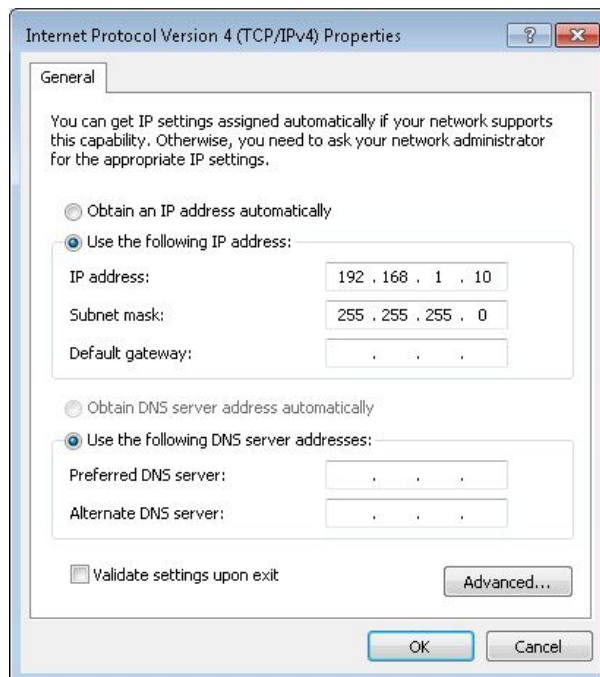 Internet Protocol Version 4 (TCP/IPv4) Properties
General
You can get IP settings assigned automatically if your network supports
this capability. Otherwise, you need to ask your network administrator
for the appropriate IP settings.
Obtain an IP address automatically
Use the following IP address:
IP address: 192 . 168 . 1 . 10
Subnet mask: 255 . 255 . 255 . 0
Default gateway: . . .
Obtain DNS server address automatically
Use the following DNS server addresses:
Preferred DNS server: . . .
Alternate DNS server: . . .
Validate settings upon exit
Advanced...
OK Cancel